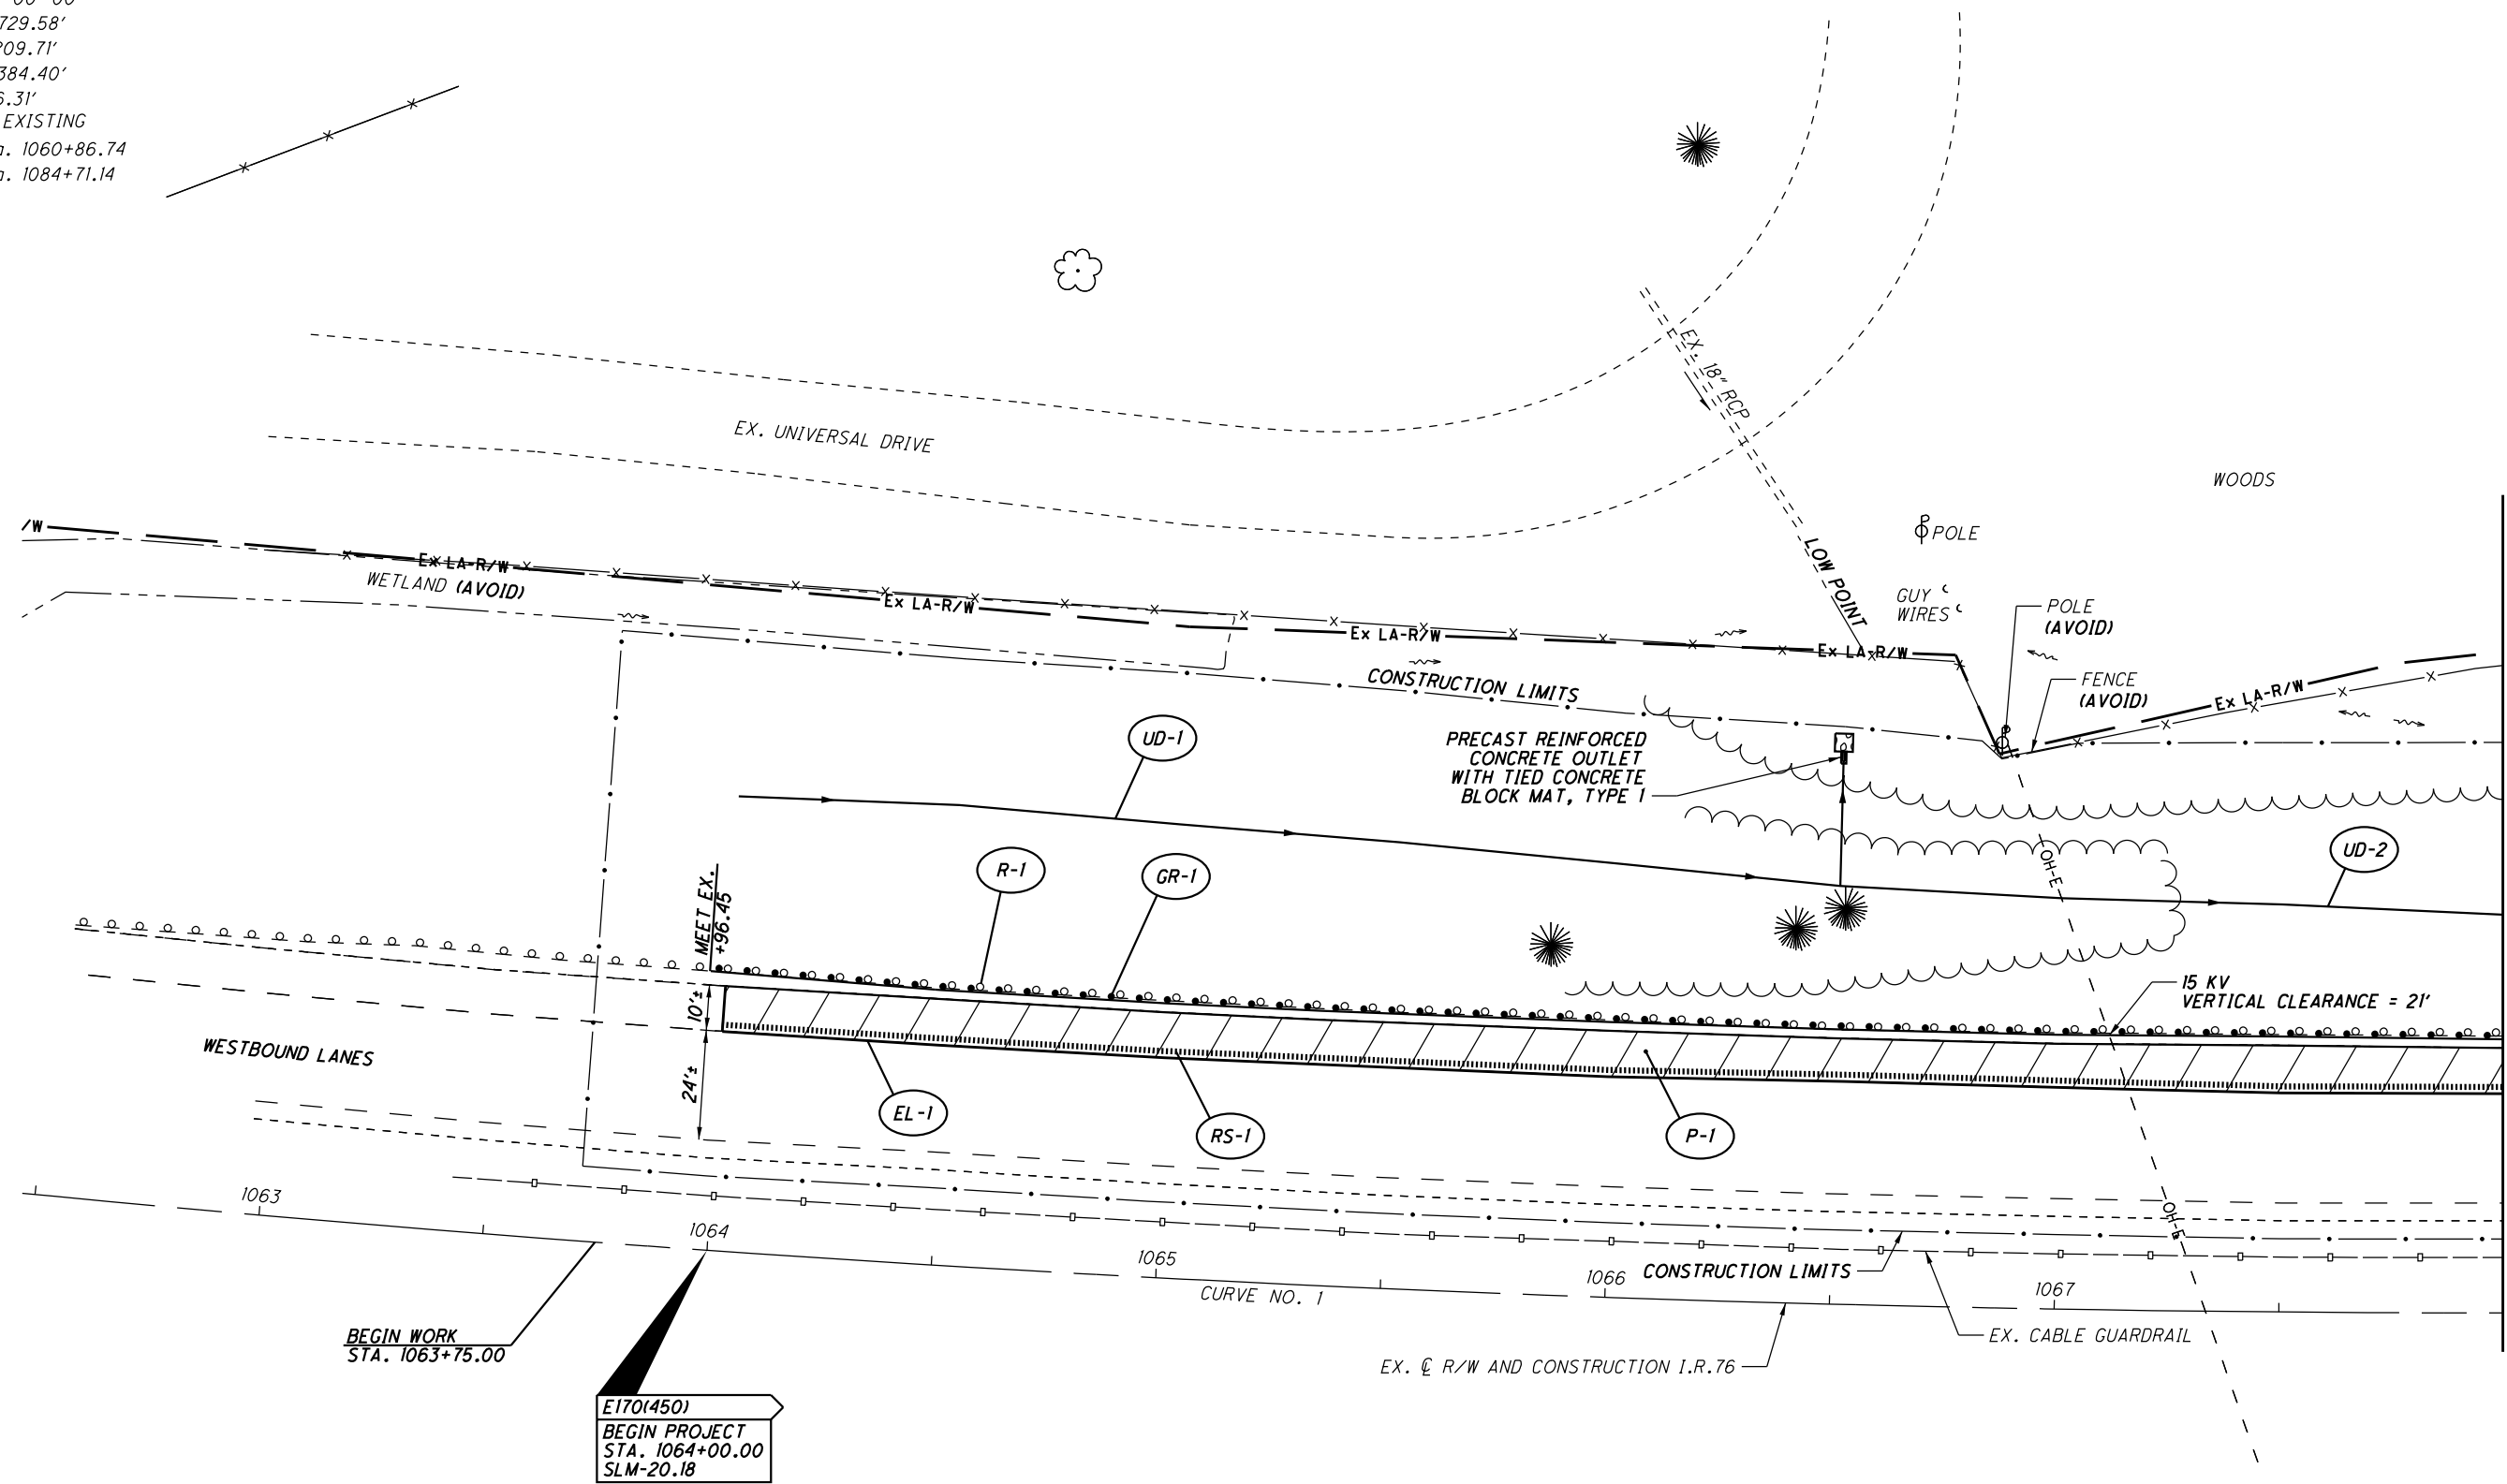 729.58'
209.71'
384.40'
6.31'
EXISTING
a. 1060+86.74
a. 1084+71.14
EX. 18" RCP
EX. UNIVERSAL DRIVE
WOODS
/W
POLE
LOW POINT
Ex LA-R/W
WETLAND (AVOID)
Ex LA-R/W
Ex LA-R/W
Ex LA-R/W
GUY
WIRES
POLE
(AVOID)
FENCE
(AVOID)
Ex LA-R/W
CONSTRUCTION LIMITS
UD-1
PRECAST REINFORCED
CONCRETE OUTLET
WITH TIED CONCRETE
BLOCK MAT, TYPE 1
UD-2
OH-E
R-1
GR-1
MEET EX.
+96.45
10'±
24'±
15 KV
VERTICAL CLEARANCE = 21'
WESTBOUND LANES
EL-1
RS-1
P-1
OH-E
1063
1064
1065
1066
1067
CONSTRUCTION LIMITS
CURVE NO. 1
BEGIN WORK
STA. 1063+75.00
EX. CABLE GUARDRAIL
EX. ℄ R/W AND CONSTRUCTION I.R.76
E170(450)
BEGIN PROJECT
STA. 1064+00.00
SLM-20.18